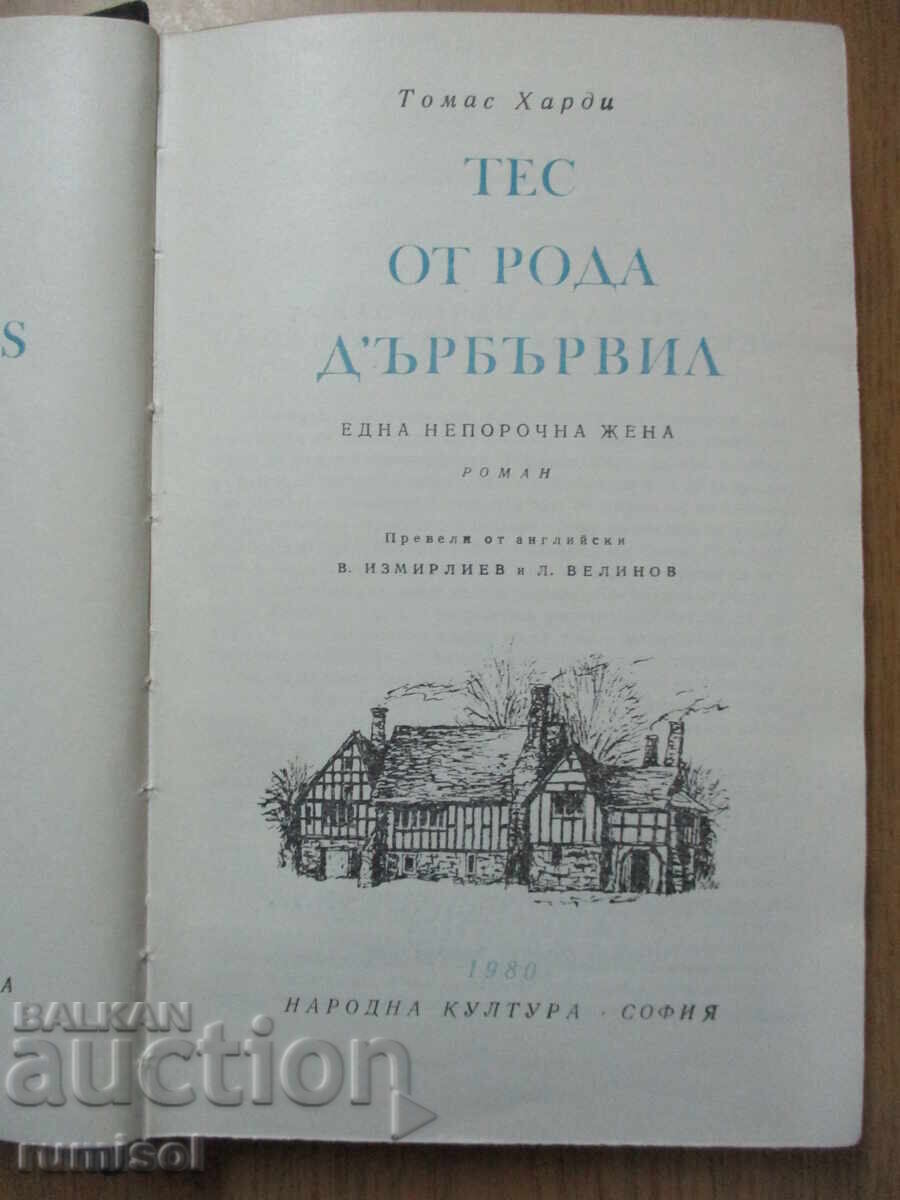 Томас Харди
ТЕС
ОТ РОДА
Д'ЪРБЪРВИЛ
ЕДНА НЕПОРОЧНА ЖЕНА
РОМАН
Превели от английски
В. ИЗМИРЛИЕВ и Л. ВЕЛИНОВ
1980
НАРОДНА КУЛТУРА · СОФИЯ
S
А
BALKAN
auction
rumisol